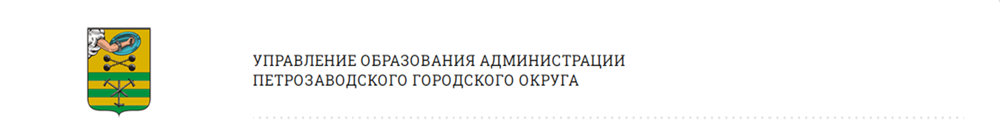 УПРАВЛЕНИЕ ОБРАЗОВАНИЯ АДМИНИСТРАЦИИ
ПЕТРОЗАВОДСКОГО ГОРОДСКОГО ОКРУГА